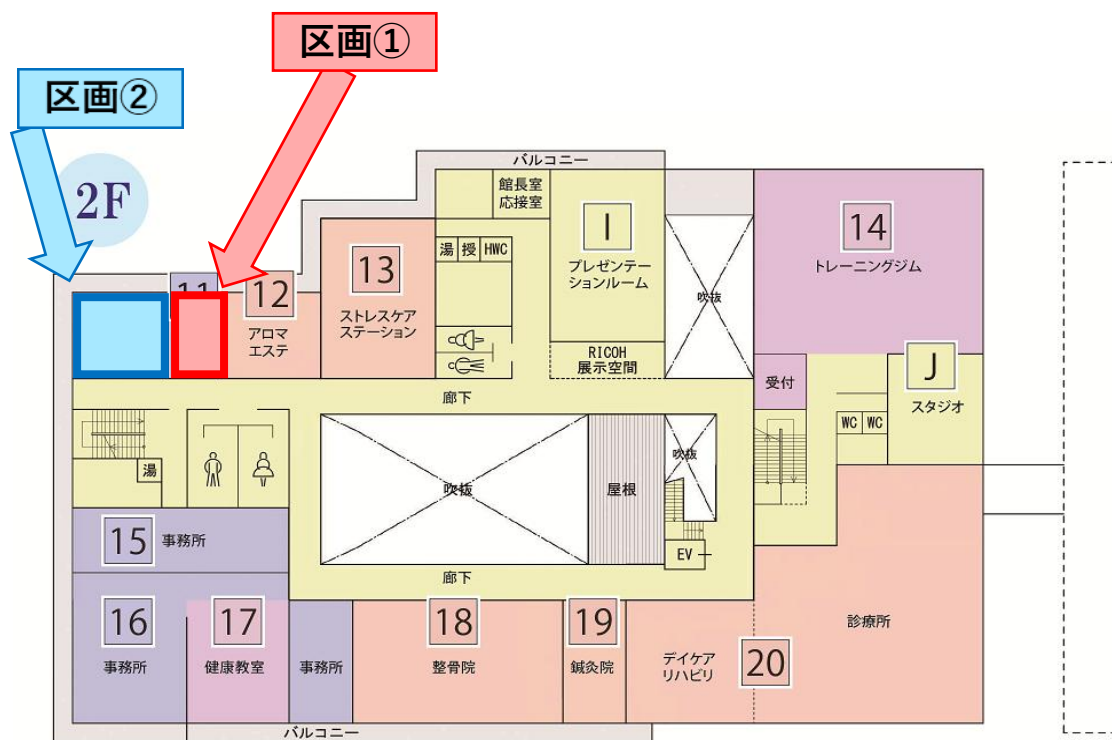 区画①
区画②
2F
バルコニー
館長室
応接室
I
プレゼンテー
ションルーム
14
トレーニングジム
湯
授
HWC
13
ストレスケア
ステーション
11
12
アロマ
エステ
吹抜
RICOH
展示空間
受付
J
スタジオ
WC
WC
廊下
湯
吹抜
屋根
吹抜
EV
15
事務所
廊下
16
事務所
17
健康教室
事務所
18
整骨院
19
鍼灸院
デイケア
リハビリ
20
診療所
バルコニー